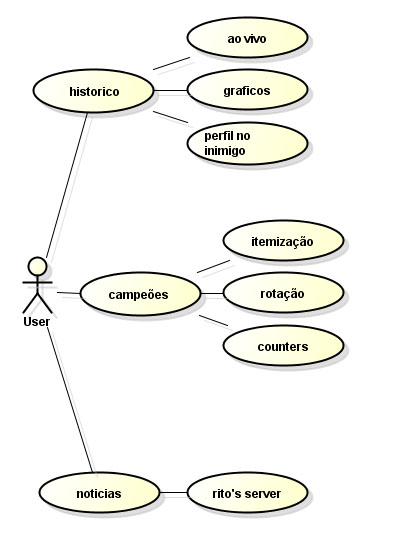 ao vivo
historico
graficos
perfil no
inimigo
itemização
User
campeões
rotação
counters
noticias
rito's server